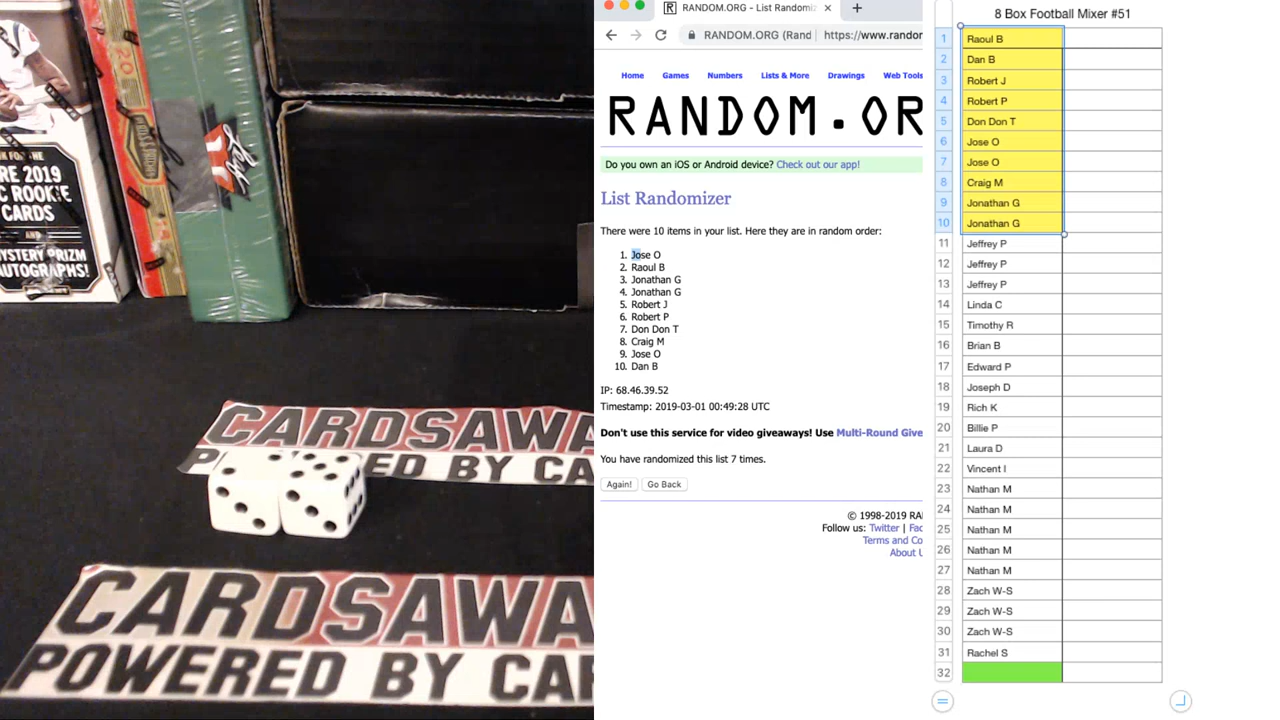 20
Leaf
K FOR THE
RE 2019
C ROOKIE
CARDS
AND
MYSTERY PRIZM
AUTOGRAPHS!
CARDSAWA
POWERED BY CA
CARDSAWA
POWERED BY CA
RANDOM.ORG - List Randomiz
RANDOM.ORG (Rand
https://www.randor
Home Games Numbers Lists & More Drawings Web Tools
RANDOM.OR
Do you own an iOS or Android device? Check out our app!
List Randomizer
There were 10 items in your list. Here they are in random order:
1. Jose O
2. Raoul B
3. Jonathan G
4. Jonathan G
5. Robert J
6. Robert P
7. Don Don T
8. Craig M
9. Jose O
10. Dan B
IP: 68.46.39.52
Timestamp: 2019-03-01 00:49:28 UTC
Don't use this service for video giveaways! Use Multi-Round Give
You have randomized this list 7 times.
Again! Go Back
© 1998-2019 RA
Follow us: Twitter | Fac
Terms and Co
About U
8 Box Football Mixer #51
1 Raoul B
2 Dan B
3 Robert J
4 Robert P
5 Don Don T
6 Jose O
7 Jose O
8 Craig M
9 Jonathan G
10 Jonathan G
11 Jeffrey P
12 Jeffrey P
13 Jeffrey P
14 Linda C
15 Timothy R
16 Brian B
17 Edward P
18 Joseph D
19 Rich K
20 Billie P
21 Laura D
22 Vincent I
23 Nathan M
24 Nathan M
25 Nathan M
26 Nathan M
27 Nathan M
28 Zach W-S
29 Zach W-S
30 Zach W-S
31 Rachel S
32